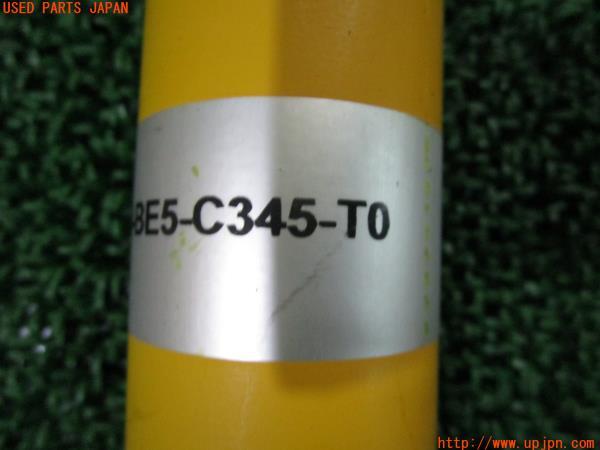 USED PARTS JAPAN
-BE5-C345-T0
http://www.upjpn.com/